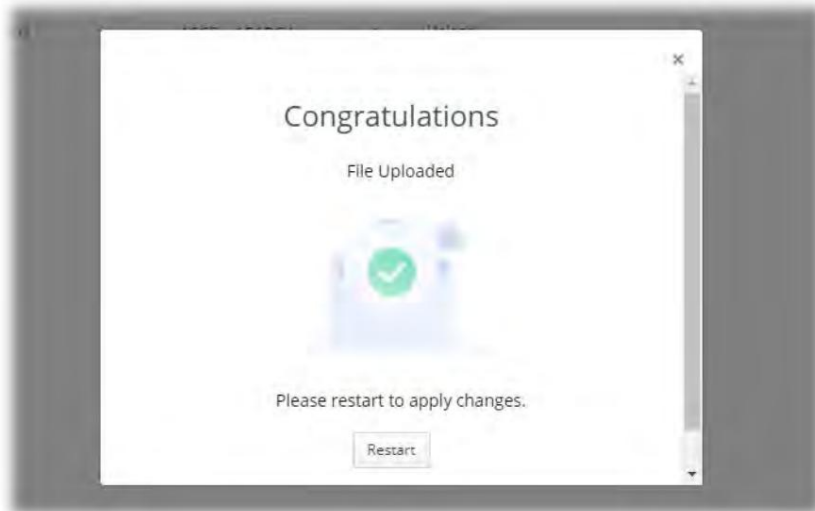 ×
Congratulations
File Uploaded
Please restart to apply changes.
Restart